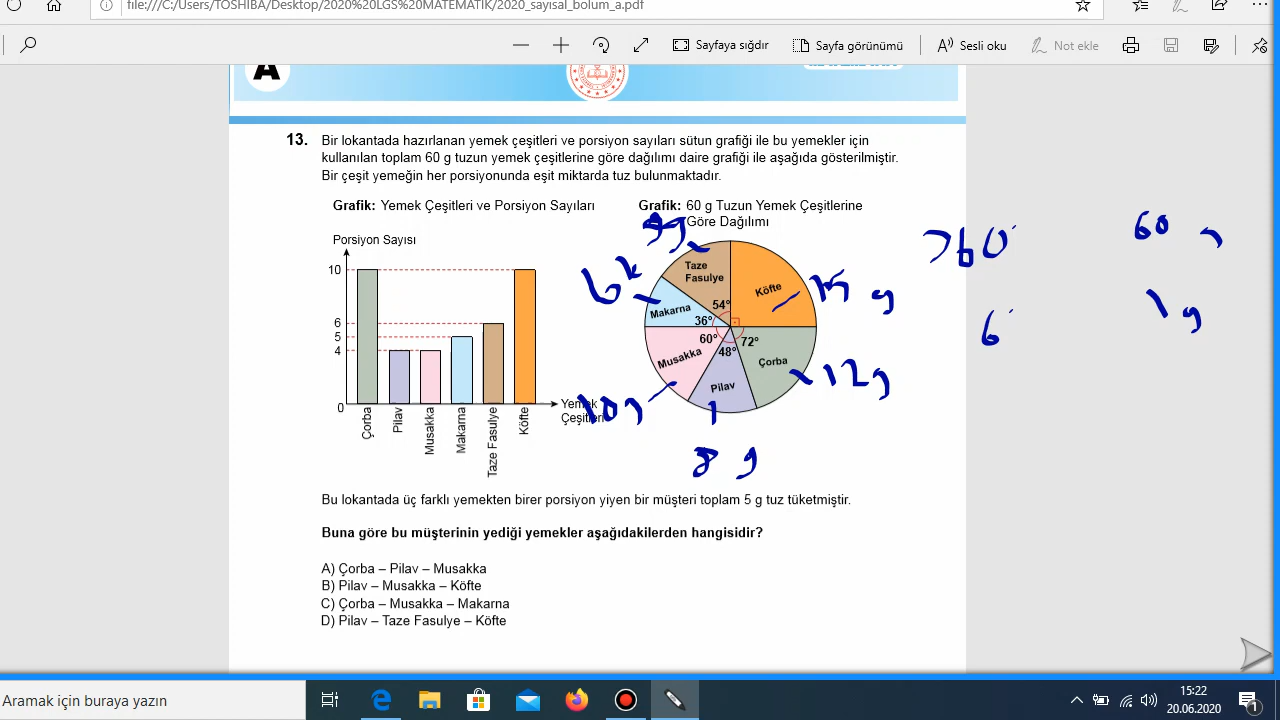 file:///C:/Users/TOSHIBA/Desktop/2020%20LGS%20MATEMATIK/2020_sayisal_bolum_a.pdf
Sayfaya sığdır
Sayfa görünümü
Sesli oku
Not ekle
A
13. Bir lokantada hazırlanan yemek çeşitleri ve porsiyon sayıları sütun grafiği ile bu yemekler için
kullanılan toplam 60 g tuzun yemek çeşitlerine göre dağılımı daire grafiği ile aşağıda gösterilmiştir.
Bir çeşit yemeğin her porsiyonunda eşit miktarda tuz bulunmaktadır.
Grafik: Yemek Çeşitleri ve Porsiyon Sayıları
Porsiyon Sayısı
10
6
5
4
0
Çorba
Pilav
Musakka
Makarna
Taze Fasulye
Köfte
Yemek
Çeşitleri
Grafik: 60 g Tuzun Yemek Çeşitlerine
Göre Dağılımı
9g
Taze
Fasulye
54°
Köfte
15 g
Makarna
36°
Musakka
60°
10 g
Pilav
48°
8 g
Çorba
72°
12 g
360°
60 g
6°
1 g
Bu lokantada üç farklı yemekten birer porsiyon yiyen bir müşteri toplam 5 g tuz tüketmiştir.
Buna göre bu müşterinin yediği yemekler aşağıdakilerden hangisidir?
A) Çorba – Pilav – Musakka
B) Pilav – Musakka – Köfte
C) Çorba – Musakka – Makarna
D) Pilav – Taze Fasulye – Köfte
Aramak için buraya yazın
15:22
20.06.2020
1